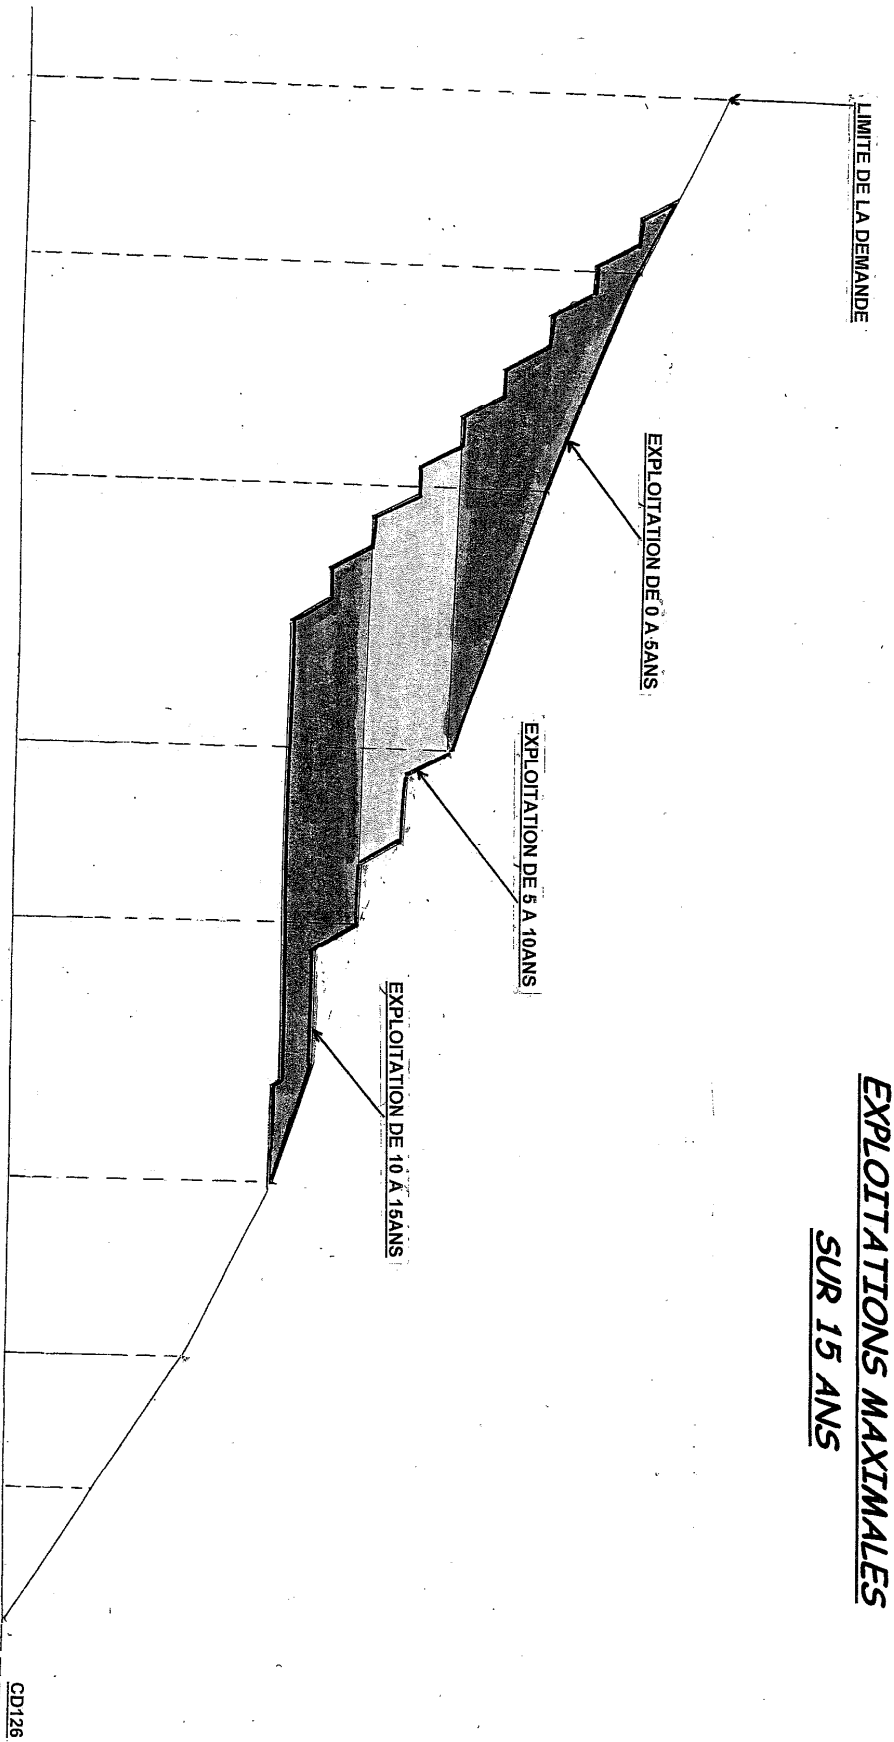 EXPLOITATIONS MAXIMALES
SUR 15 ANS
LIMITE DE LA DEMANDE
EXPLOITATION DE 0 A 5ANS
EXPLOITATION DE 5 A 10ANS
EXPLOITATION DE 10 A 15ANS
CD126